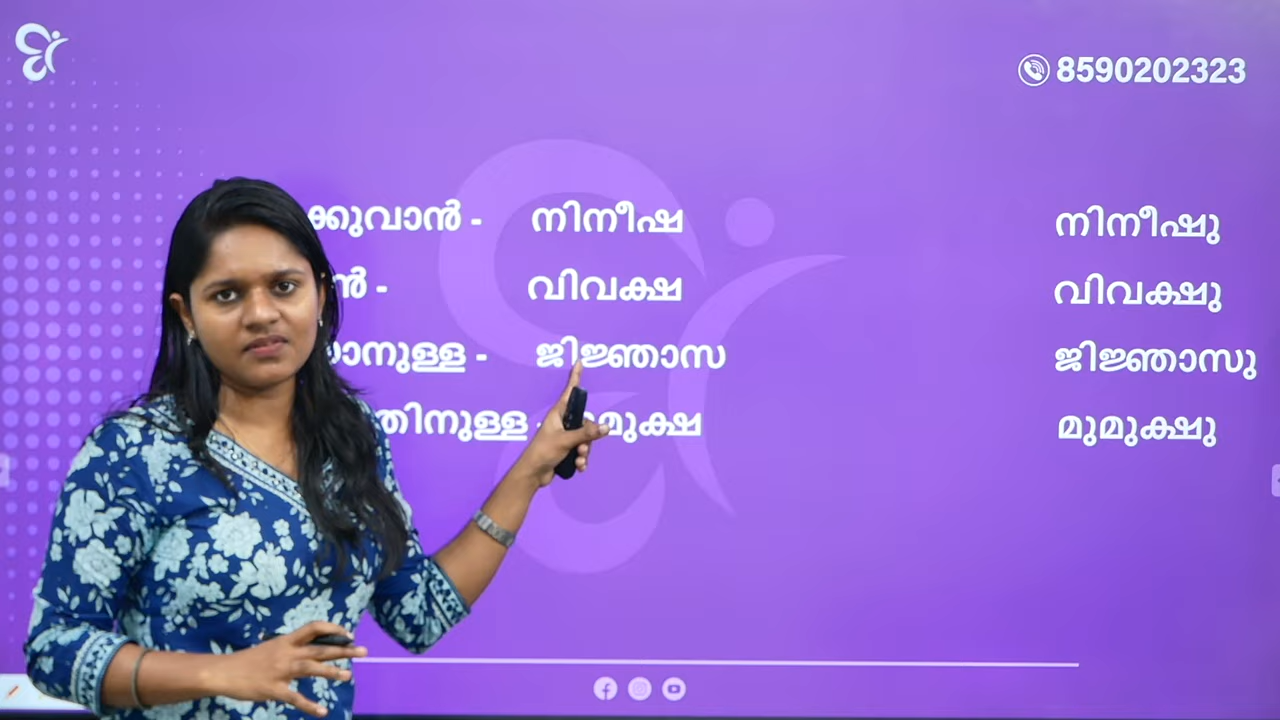 8590202323
ക്കുവാൻ - നിനീഷ നിനീഷു
ൻ - വിവക്ഷ വിവക്ഷു
ാനുള്ള - ജിജ്ഞാസ ജിജ്ഞാസു
തിനുള്ള - മുക്ഷ മുമുക്ഷു